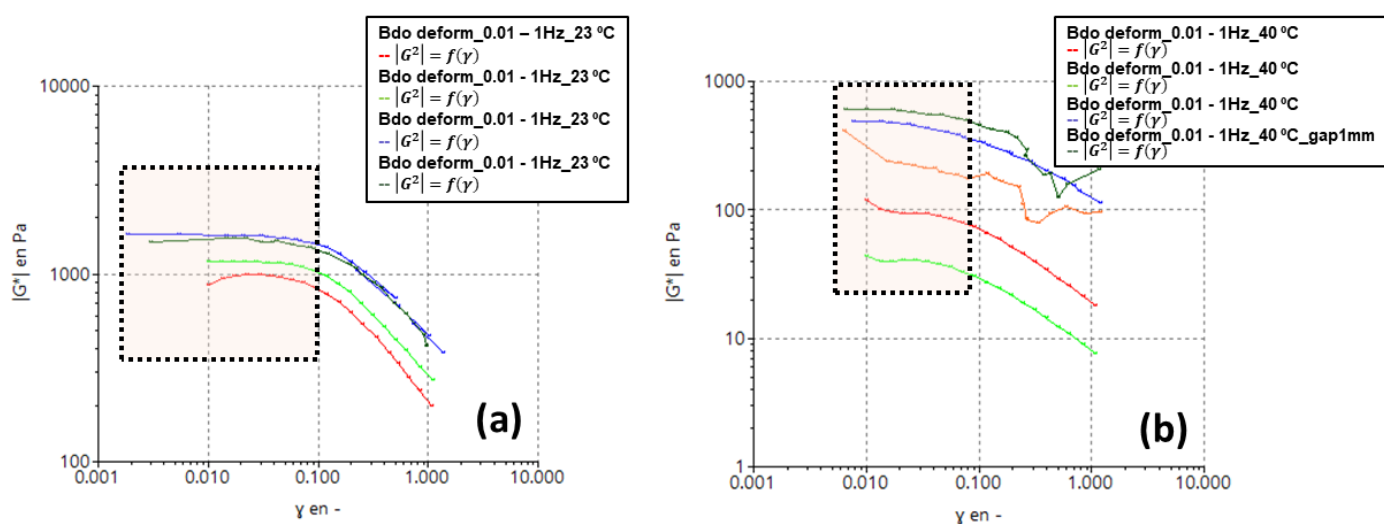 Bdo deform_0.01 – 1Hz_23 ºC
-- |G²| = f(γ)
Bdo deform_0.01 - 1Hz_23 ºC
-- |G²| = f(γ)
Bdo deform_0.01 - 1Hz_23 ºC
-- |G²| = f(γ)
Bdo deform_0.01 - 1Hz_23 ºC
-- |G²| = f(γ)
10000
1000
100
|G*| en Pa
0.001
0.010
0.100
1.000
10.000
γ en -
(a)
Bdo deform_0.01 - 1Hz_40 ºC
-- |G²| = f(γ)
Bdo deform_0.01 - 1Hz_40 ºC
-- |G²| = f(γ)
Bdo deform_0.01 - 1Hz_40 ºC
-- |G²| = f(γ)
Bdo deform_0.01 - 1Hz_40 ºC_gap1mm
-- |G²| = f(γ)
1000
100
10
1
|G*| en Pa
0.001
0.010
0.100
1.000
10.000
γ en -
(b)